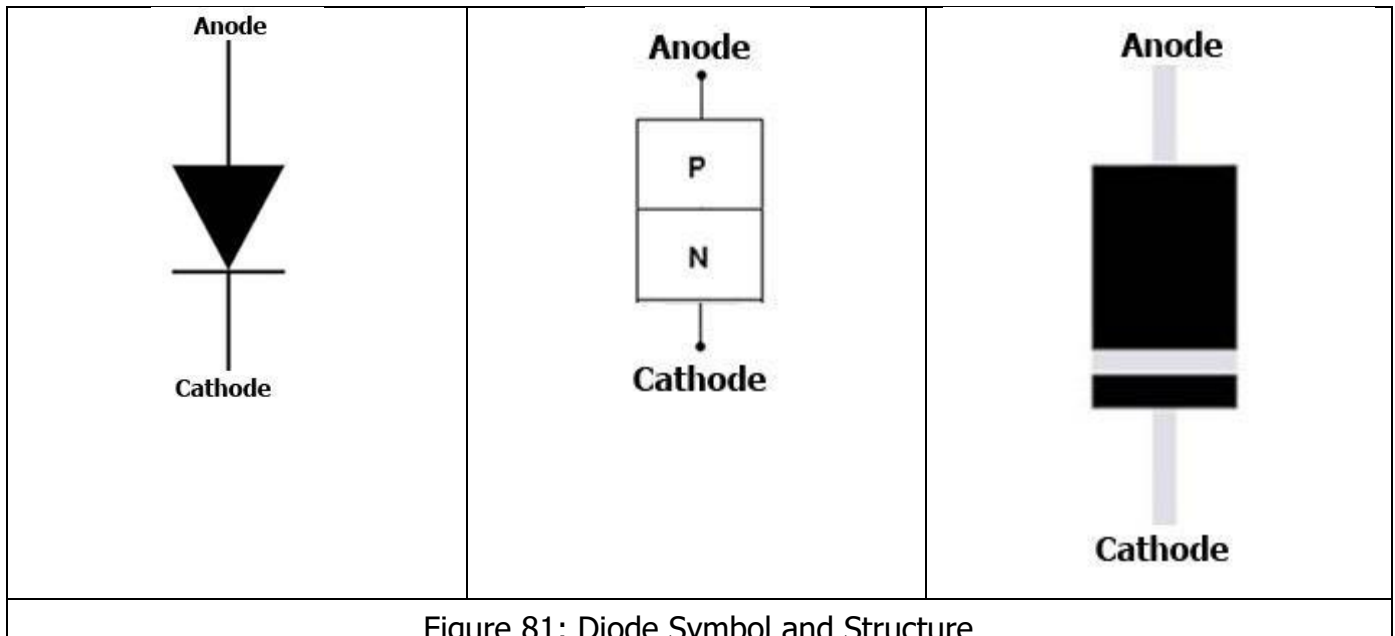 Anode
Cathode
Anode
P
N
Cathode
Anode
Cathode
Figure 81: Diode Symbol and Structure